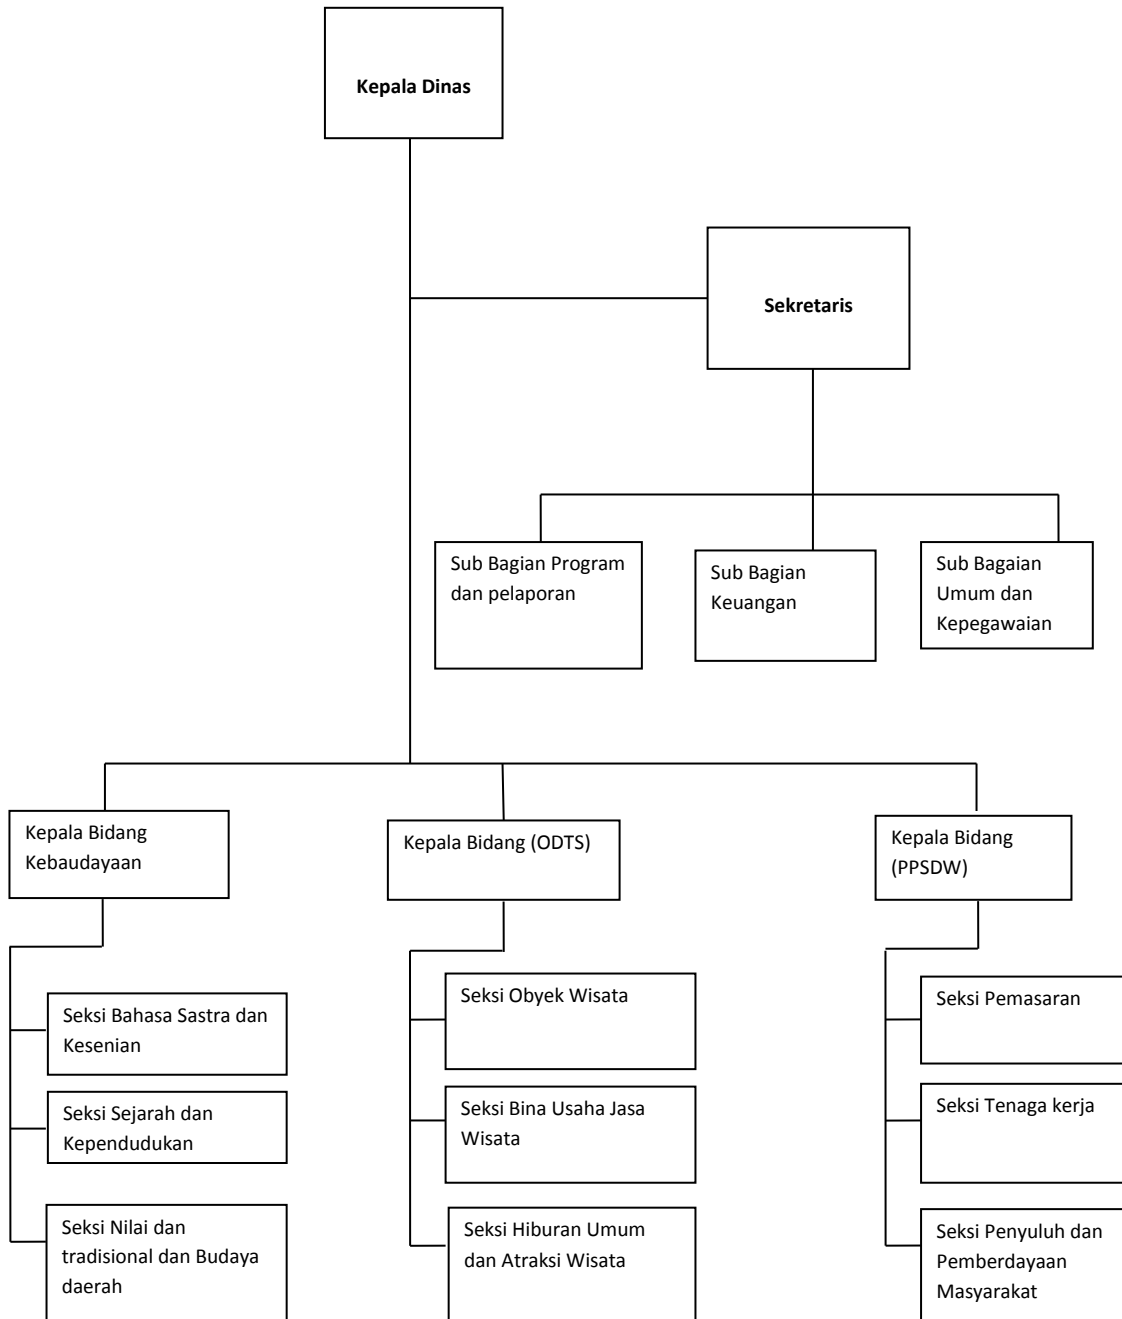 Kepala Dinas
Sekretaris
Sub Bagian Program
dan pelaporan
Sub Bagian
Keuangan
Sub Bagaian
Umum dan
Kepegawaian
Kepala Bidang
Kebaudayaan
Kepala Bidang (ODTS)
Kepala Bidang
(PPSDW)
Seksi Bahasa Sastra dan
Kesenian
Seksi Sejarah dan
Kependudukan
Seksi Nilai dan
tradisional dan Budaya
daerah
Seksi Obyek Wisata
Seksi Bina Usaha Jasa
Wisata
Seksi Hiburan Umum
dan Atraksi Wisata
Seksi Pemasaran
Seksi Tenaga kerja
Seksi Penyuluh dan
Pemberdayaan
Masyarakat